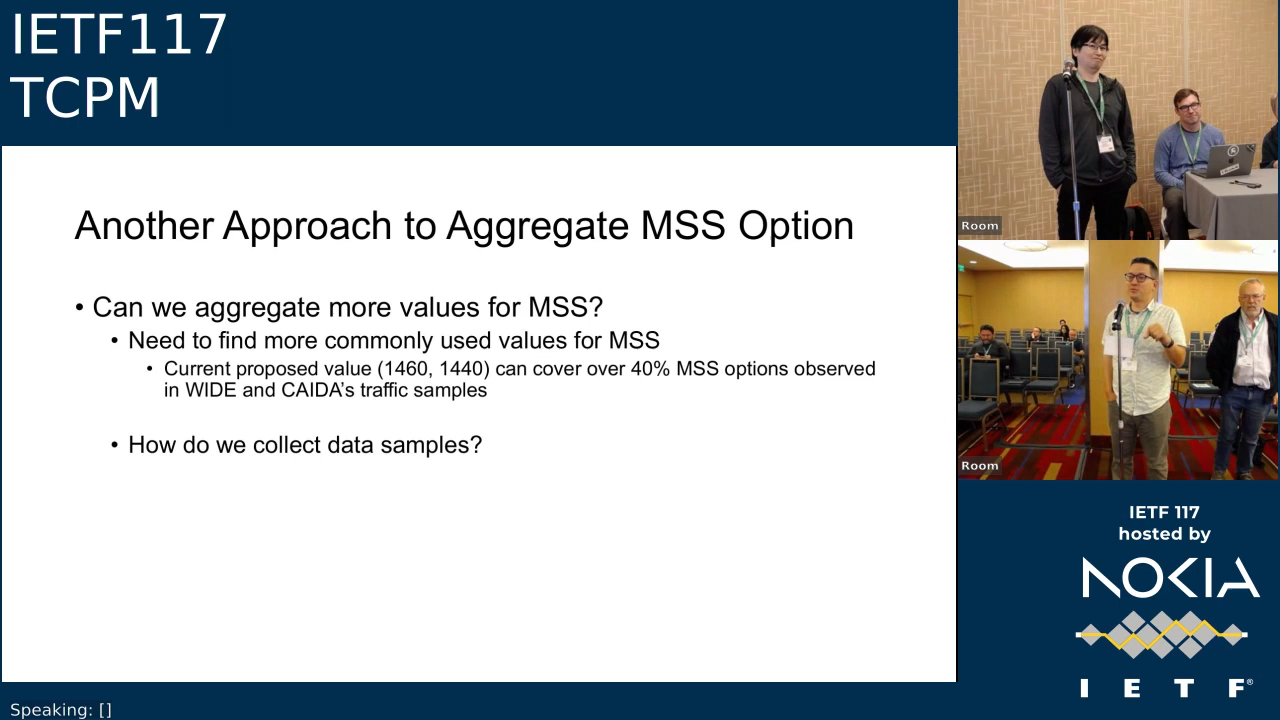 IETF117
TCPM
Another Approach to Aggregate MSS Option
• Can we aggregate more values for MSS?
• Need to find more commonly used values for MSS
• Current proposed value (1460, 1440) can cover over 40% MSS options observed
in WIDE and CAIDA’s traffic samples
• How do we collect data samples?
Room
Room
IETF 117
hosted by
NOKIA
I E T F®
Speaking: []